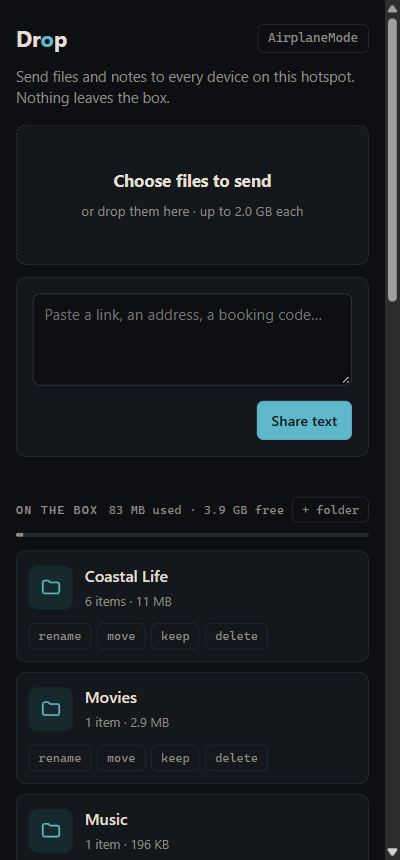 Drop
AirplaneMode
Send files and notes to every device on this hotspot.
Nothing leaves the box.
Choose files to send
or drop them here · up to 2.0 GB each
Paste a link, an address, a booking code...
Share text
ON THE BOX 83 MB used · 3.9 GB free + folder
Coastal Life
6 items · 11 MB
rename move keep delete
Movies
1 item · 2.9 MB
rename move keep delete
Music
1 item · 196 KB